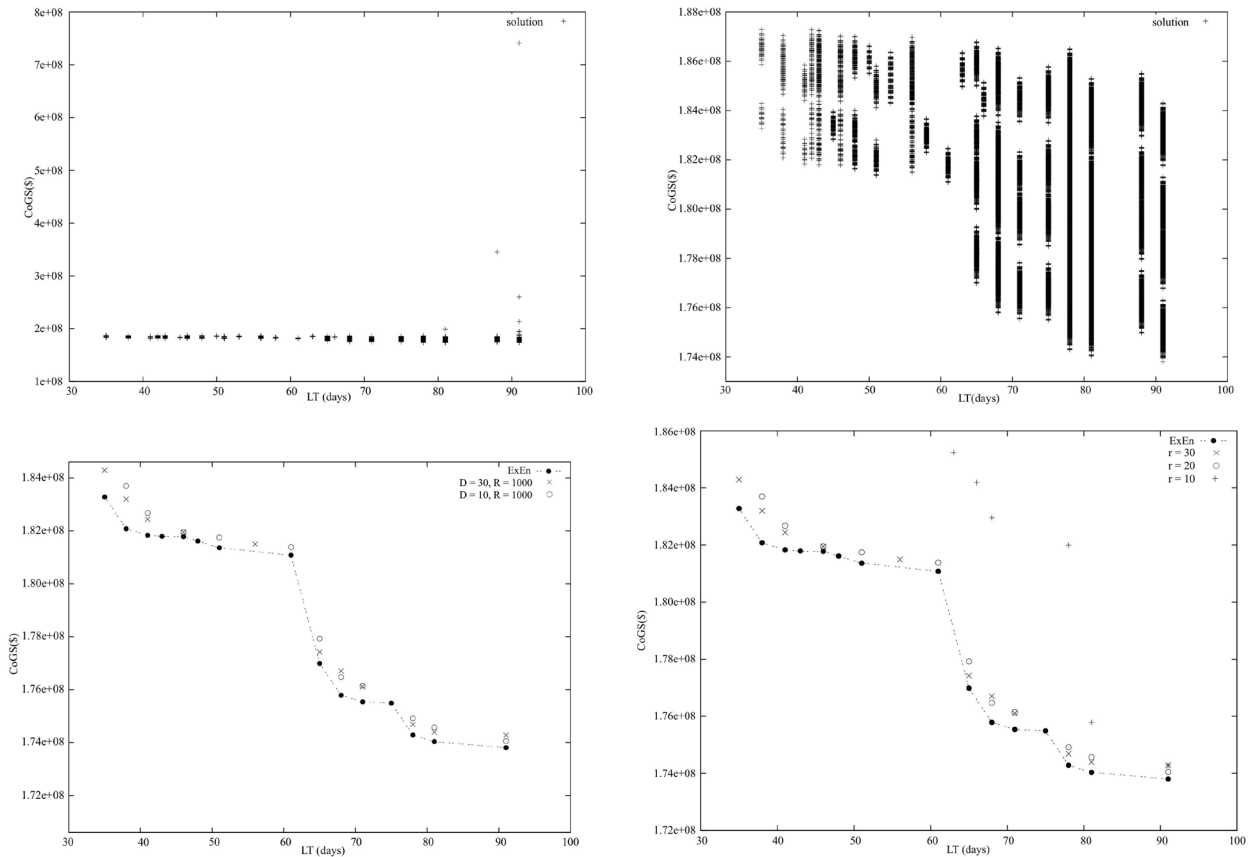 8e+08
7e+08
6e+08
5e+08
4e+08
3e+08
2e+08
1e+08
CoGS($)
solution
30 40 50 60 70 80 90 100
LT (days)
1.88e+08
1.86e+08
1.84e+08
1.82e+08
1.80e+08
1.78e+08
1.76e+08
1.74e+08
CoGS($)
solution
30 40 50 60 70 80 90 100
LT(days)
1.84e+08
1.82e+08
1.80e+08
1.78e+08
1.76e+08
1.74e+08
1.72e+08
CoGS($)
ExEn
D = 30, R = 1000
D = 10, R = 1000
30 40 50 60 70 80 90 100
LT (days)
1.86e+08
1.84e+08
1.82e+08
1.80e+08
1.78e+08
1.76e+08
1.74e+08
1.72e+08
CoGS($)
ExEn
r = 30
r = 20
r = 10
30 40 50 60 70 80 90 100
LT (days)